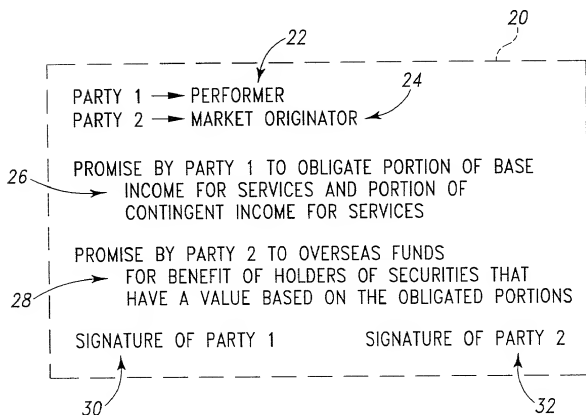 20
22
PARTY 1 → PERFORMER
24
PARTY 2 → MARKET ORIGINATOR
PROMISE BY PARTY 1 TO OBLIGATE PORTION OF BASE
26
INCOME FOR SERVICES AND PORTION OF
CONTINGENT INCOME FOR SERVICES
PROMISE BY PARTY 2 TO OVERSEAS FUNDS
FOR BENEFIT OF HOLDERS OF SECURITIES THAT
28
HAVE A VALUE BASED ON THE OBLIGATED PORTIONS
SIGNATURE OF PARTY 1 SIGNATURE OF PARTY 2
30 32